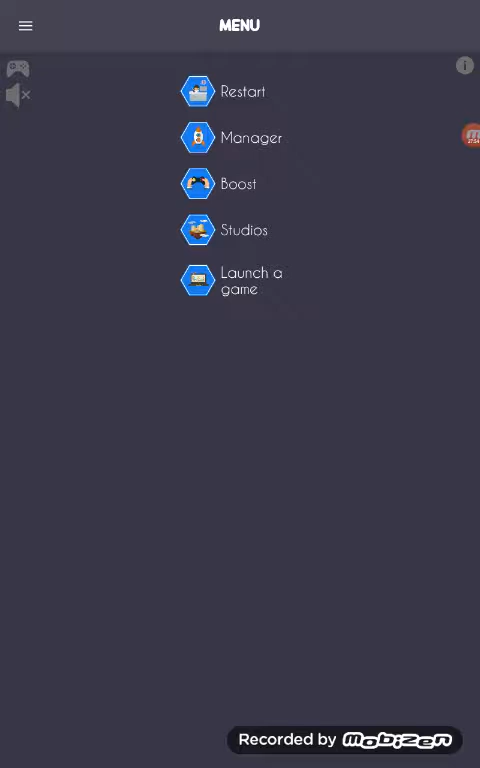 MENU
Restart
Manager
Boost
Studios
Launch a
game
Recorded by mobizen